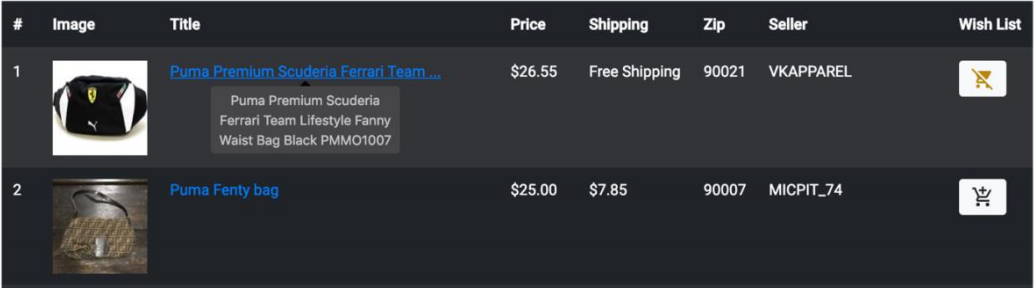 # Image Title Price Shipping Zip Seller Wish List
1 Puma Premium Scuderia Ferrari Team ... $26.55 Free Shipping 90021 VKAPPAREL
Puma Premium Scuderia
Ferrari Team Lifestyle Fanny
Waist Bag Black PMMO1007
2 Puma Fenty bag $25.00 $7.85 90007 MICPIT_74